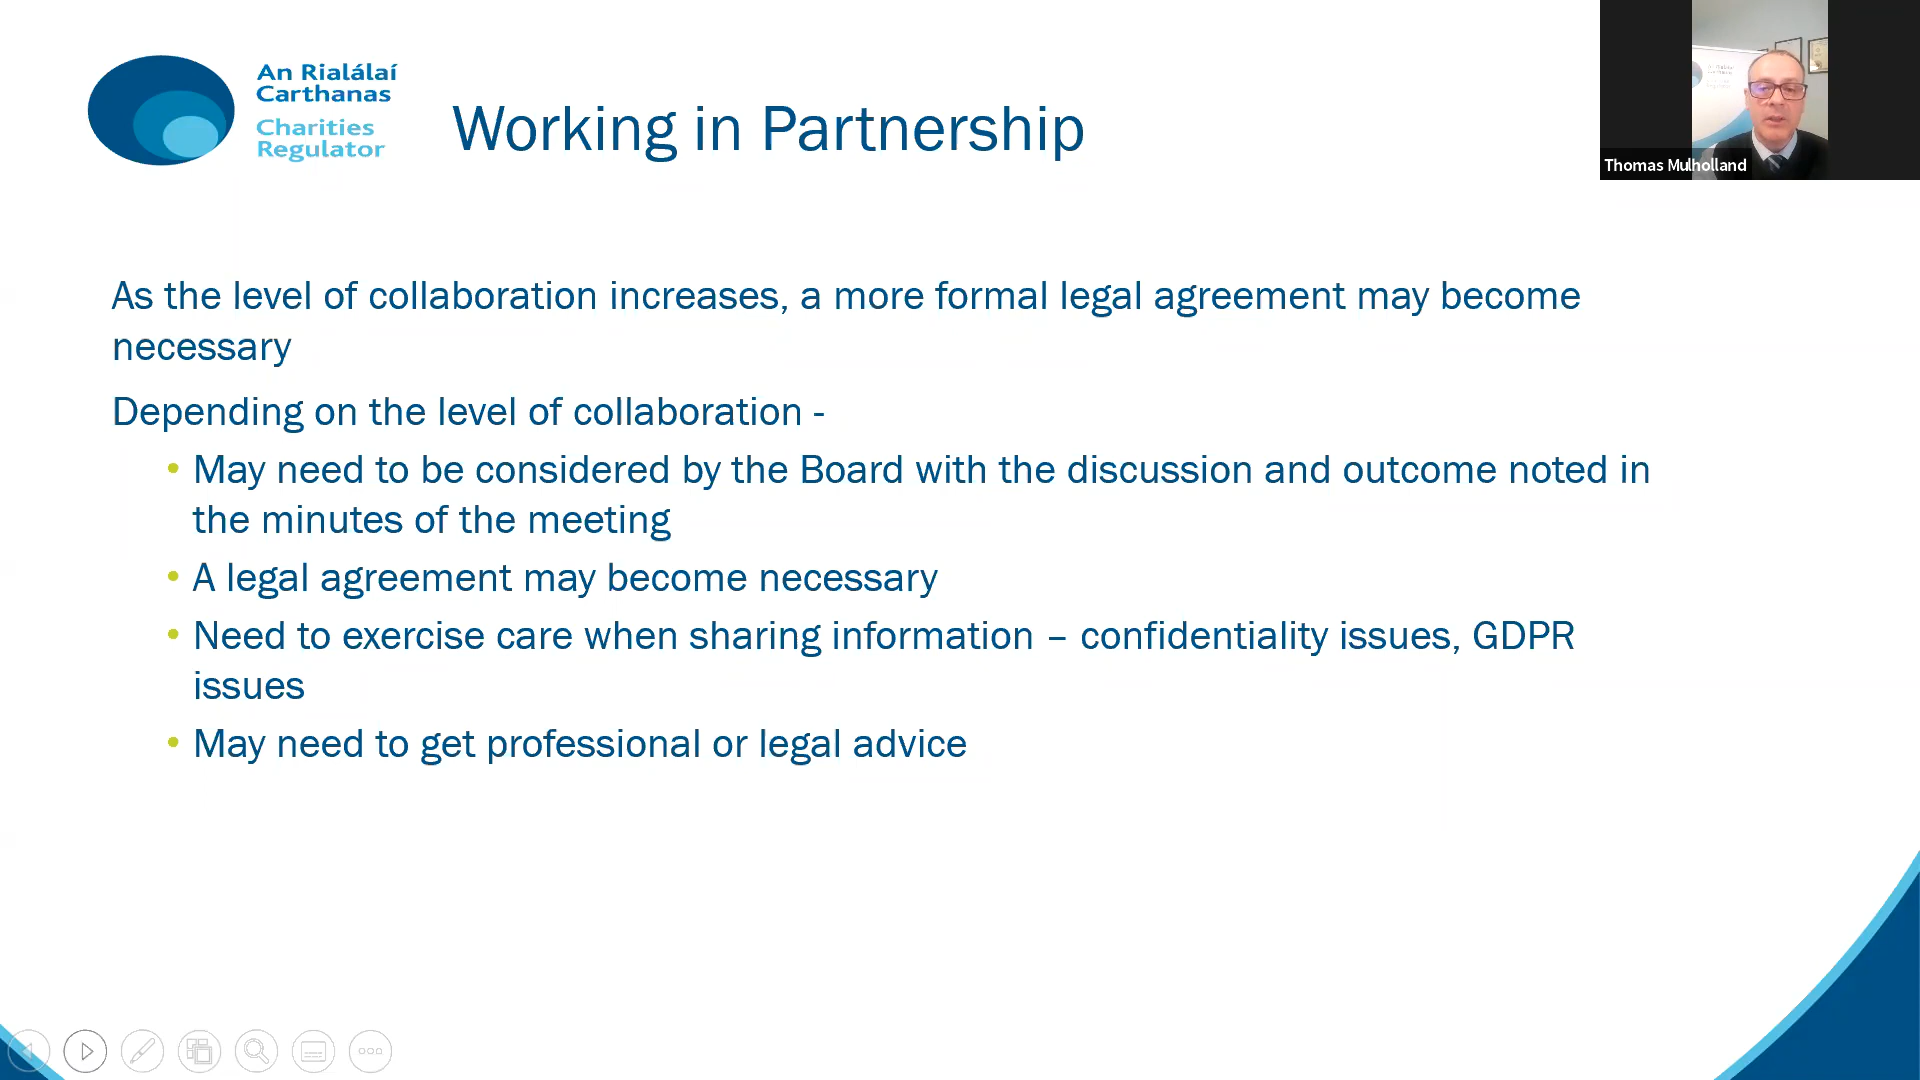 An Rialálaí
Carthanas
Charities
Regulator
Working in Partnership
Thomas Mulholland
As the level of collaboration increases, a more formal legal agreement may become
necessary
Depending on the level of collaboration -
• May need to be considered by the Board with the discussion and outcome noted in
the minutes of the meeting
• A legal agreement may become necessary
• Need to exercise care when sharing information – confidentiality issues, GDPR
issues
• May need to get professional or legal advice